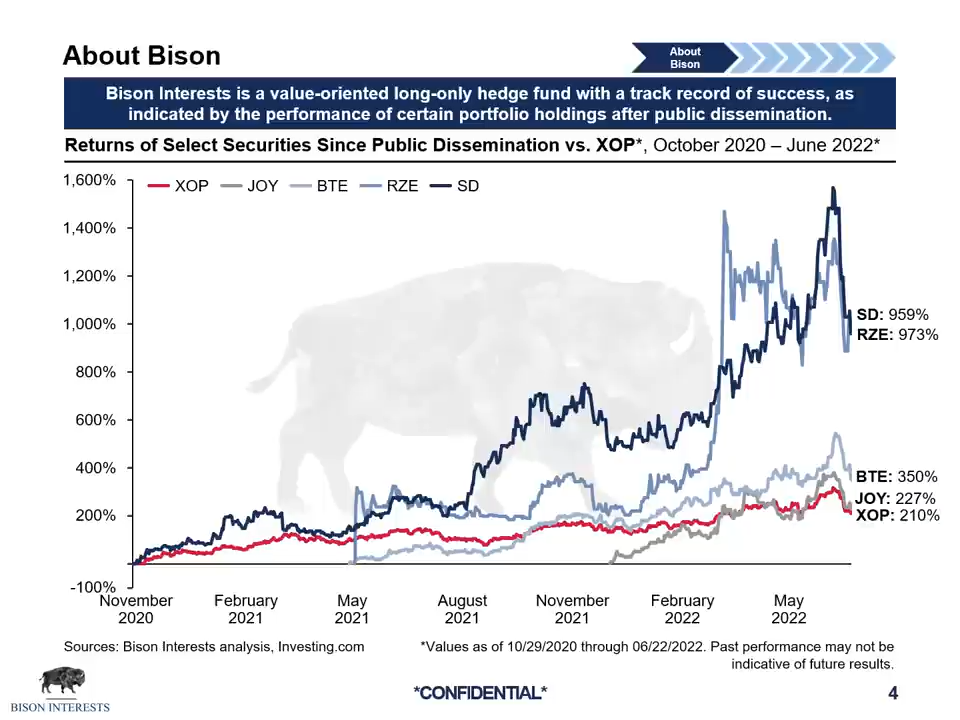 About Bison
About
Bison
Bison Interests is a value-oriented long-only hedge fund with a track record of success, as
indicated by the performance of certain portfolio holdings after public dissemination.
Returns of Select Securities Since Public Dissemination vs. XOP*, October 2020 – June 2022*
1,600%
XOP JOY BTE RZE SD
1,400%
1,200%
1,000%
800%
600%
400%
200%
-100%
SD: 959%
RZE: 973%
BTE: 350%
JOY: 227%
XOP: 210%
November February May August November February May
2020 2021 2021 2021 2021 2022 2022
Sources: Bison Interests analysis, Investing.com
*Values as of 10/29/2020 through 06/22/2022. Past performance may not be
indicative of future results.
BISON INTERESTS
*CONFIDENTIAL*
4